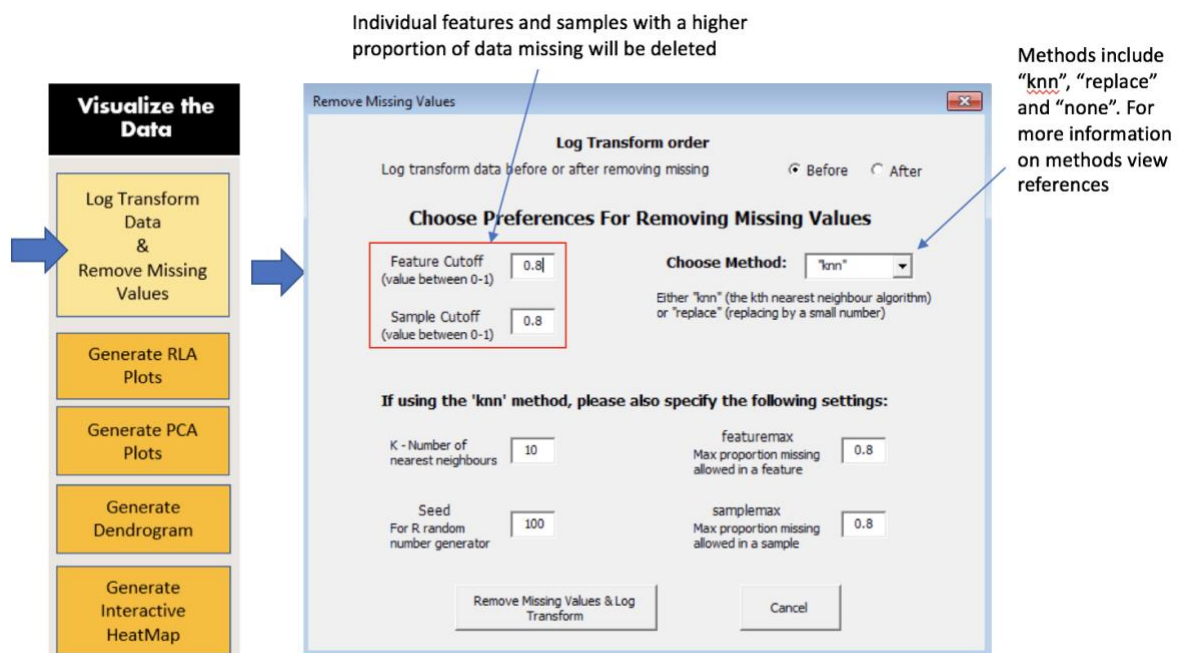 Individual features and samples with a higher
proportion of data missing will be deleted
Methods include
“knn”, “replace”
and “none”. For
more information
on methods view
references
Visualize the
Data
Log Transform
Data
&
Remove Missing
Values
Generate RLA
Plots
Generate PCA
Plots
Generate
Dendrogram
Generate
Interactive
HeatMap
Remove Missing Values
Log Transform order
Log transform data before or after removing missing
Before
After
Choose Preferences For Removing Missing Values
Feature Cutoff
(value between 0-1)
0.8
Sample Cutoff
(value between 0-1)
0.8
Choose Method:
"knn"
Either "knn" (the kth nearest neighbour algorithm)
or "replace" (replacing by a small number)
If using the 'knn' method, please also specify the following settings:
K - Number of
nearest neighbours
10
featuremax
Max proportion missing
allowed in a feature
0.8
Seed
For R random
number generator
100
samplemax
Max proportion missing
allowed in a sample
0.8
Remove Missing Values & Log
Transform
Cancel